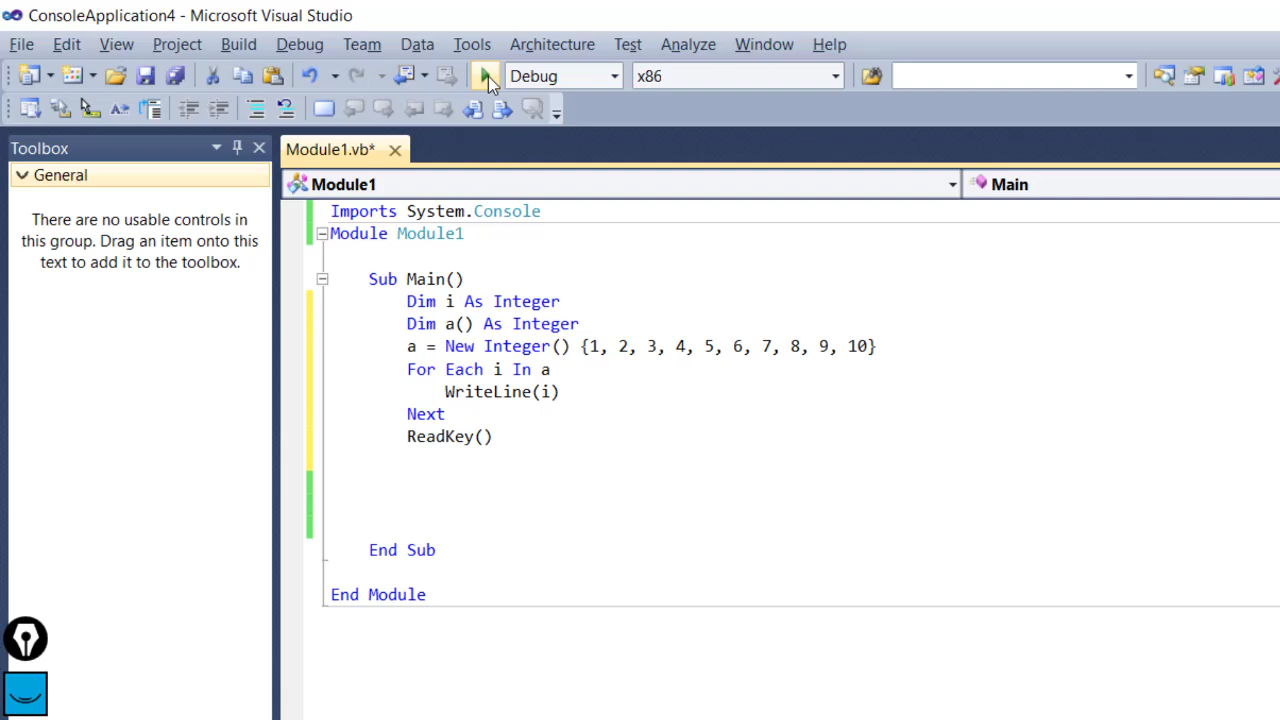 ConsoleApplication4 - Microsoft Visual Studio
File Edit View Project Build Debug Team Data Tools Architecture Test Analyze Window Help
Debug x86
Toolbox
Module1.vb*
General
Module1 Main
There are no usable controls in
this group. Drag an item onto this
text to add it to the toolbox.
Imports System.Console
Module Module1
Sub Main()
Dim i As Integer
Dim a() As Integer
a = New Integer() {1, 2, 3, 4, 5, 6, 7, 8, 9, 10}
For Each i In a
WriteLine(i)
Next
ReadKey()
End Sub
End Module